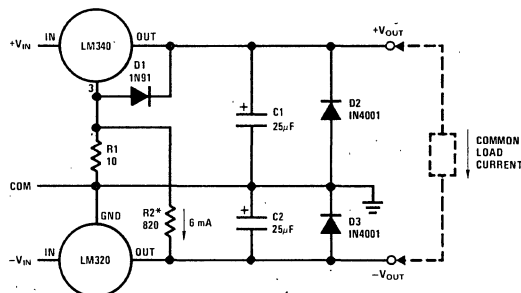 +VIN
IN
LM340
OUT
+VOUT
D1
1N91
3
R1
10
+
C1
25μF
D2
IN4001
COMMON
LOAD
CURRENT
COM
GND
R2*
820
6 mA
+
C2
25μF
D3
IN4001
−VIN
IN
LM320
OUT
−VOUT